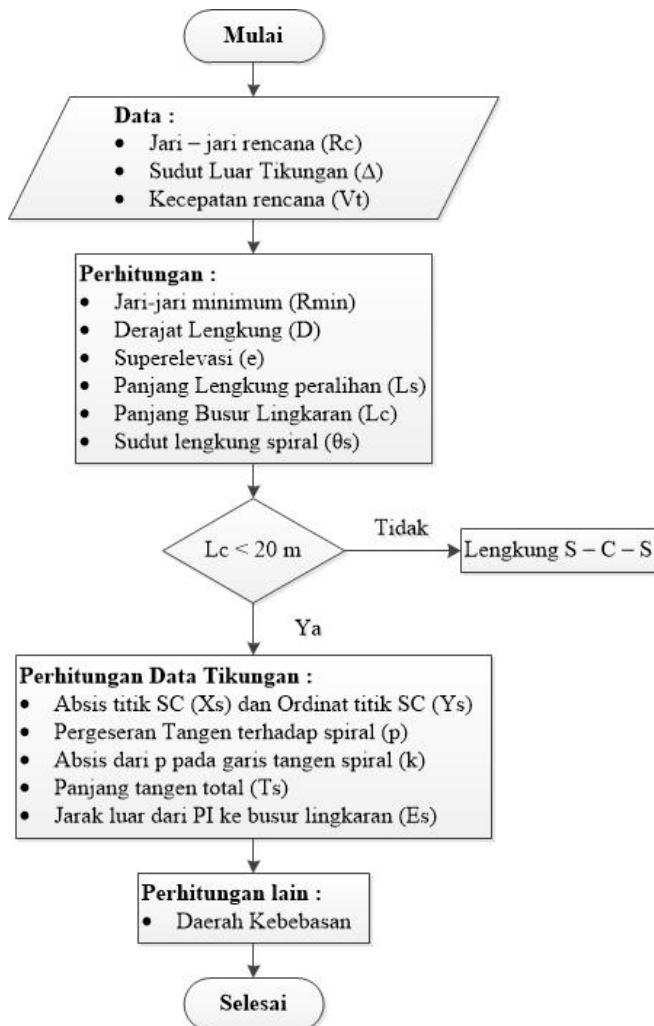 Mulai
Data :
• Jari – jari rencana (Rc)
• Sudut Luar Tikungan (Δ)
• Kecepatan rencana (Vt)
Perhitungan :
• Jari-jari minimum (Rmin)
• Derajat Lengkung (D)
• Superelevasi (e)
• Panjang Lengkung peralihan (Ls)
• Panjang Busur Lingkaran (Lc)
• Sudut lengkung spiral (θs)
Lc < 20 m
Tidak
Lengkung S – C – S
Ya
Perhitungan Data Tikungan :
• Absis titik SC (Xs) dan Ordinat titik SC (Ys)
• Pergeseran Tangen terhadap spiral (p)
• Absis dari p pada garis tangen spiral (k)
• Panjang tangen total (Ts)
• Jarak luar dari PI ke busur lingkaran (Es)
Perhitungan lain :
• Daerah Kebebasan
Selesai